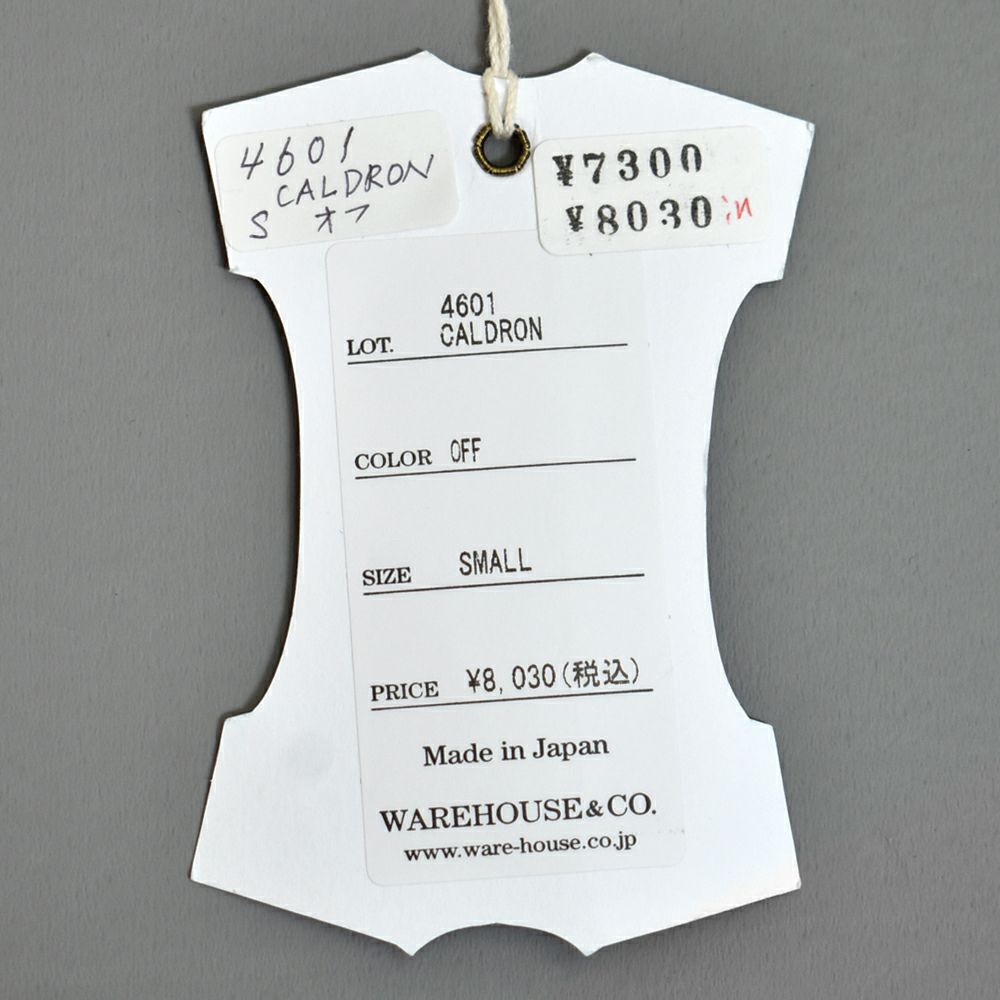 4601
CALDRON
S オフ
¥7300
¥8030 in
4601
LOT. CALDRON
COLOR OFF
SIZE SMALL
PRICE ¥8,030(税込)
Made in Japan
WAREHOUSE & CO.
www.ware-house.co.jp